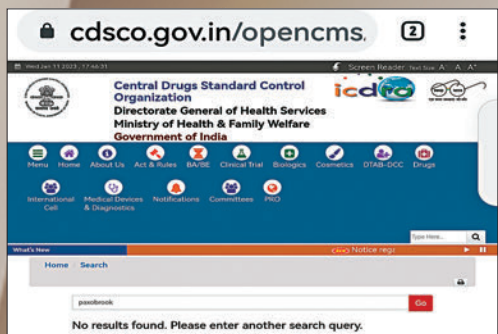 cdsco.gov.in/opencms.
2
Wed Jan 11 2023, 17:46:31
Screen Reader Text Size A- A A+
Central Drugs Standard Control
Organization
Directorate General of Health Services
Ministry of Health & Family Welfare
Government of India
icdra
Menu Home About Us Act & Rules BA/BE Clinical Trial Biologics Cosmetics DTAB-DCC Drugs
International Cell
Medical Devices & Diagnostics
Notifications
Committees
PRO
Type Here...
What's New
Notice rega
Home Search
paxobrook
Go
No results found. Please enter another search query.